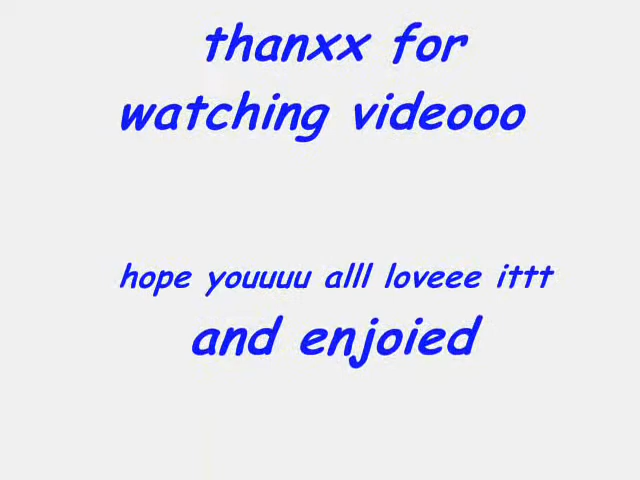 thanxx for
watching videooo
hope youuuu alll loveee ittt
and enjoied